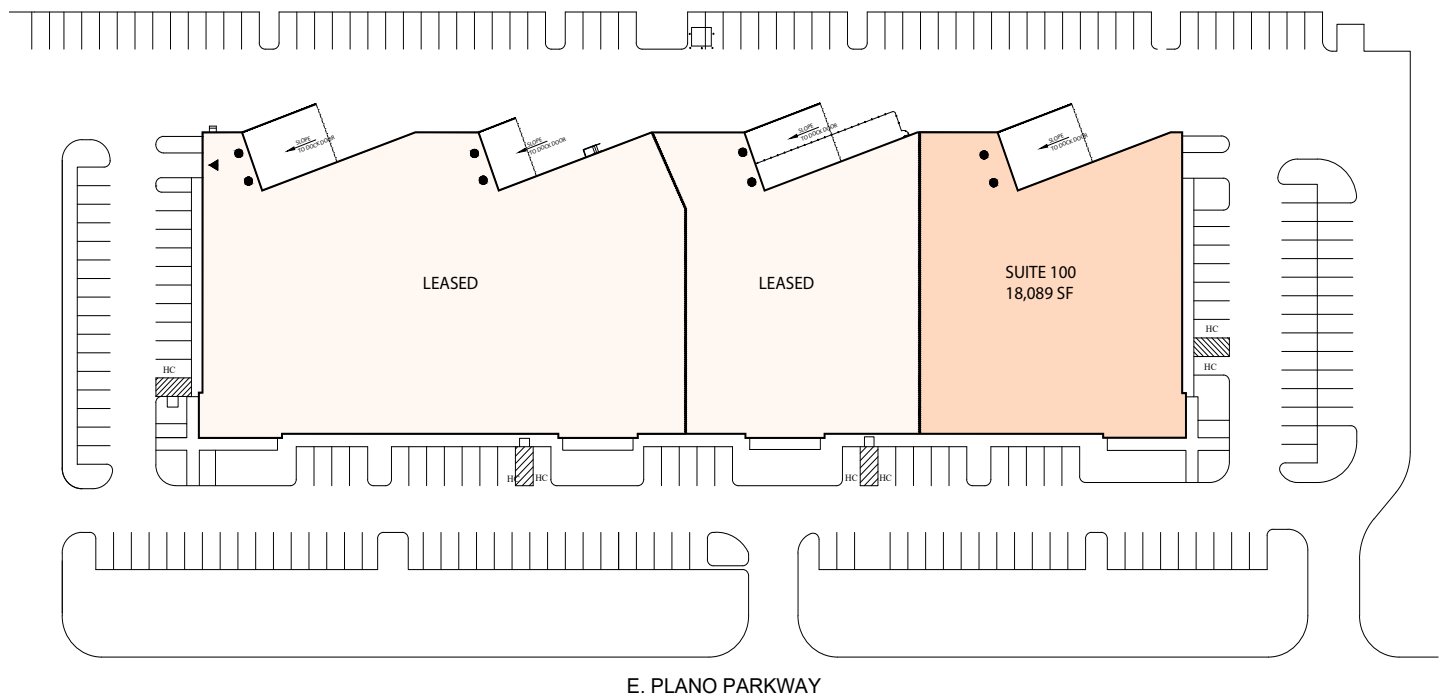 SLOPE
TO DOCK DOOR
SLOPE
TO DOCK DOOR
SLOPE
TO DOCK DOOR
SLOPE
TO DOCK DOOR
LEASED
LEASED
SUITE 100
18,089 SF
HC
HC
HC
HC HC
HC HC
E. PLANO PARKWAY